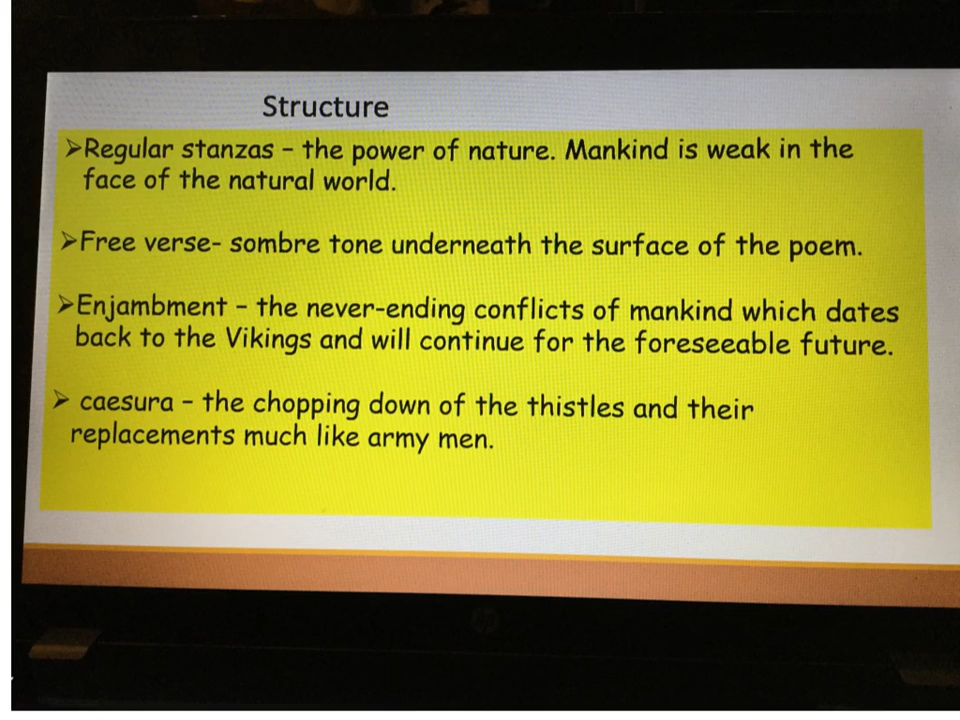 Structure
➢Regular stanzas – the power of nature. Mankind is weak in the
face of the natural world.
➢Free verse- sombre tone underneath the surface of the poem.
➢Enjambment – the never-ending conflicts of mankind which dates
back to the Vikings and will continue for the foreseeable future.
➢ caesura – the chopping down of the thistles and their
replacements much like army men.
hp